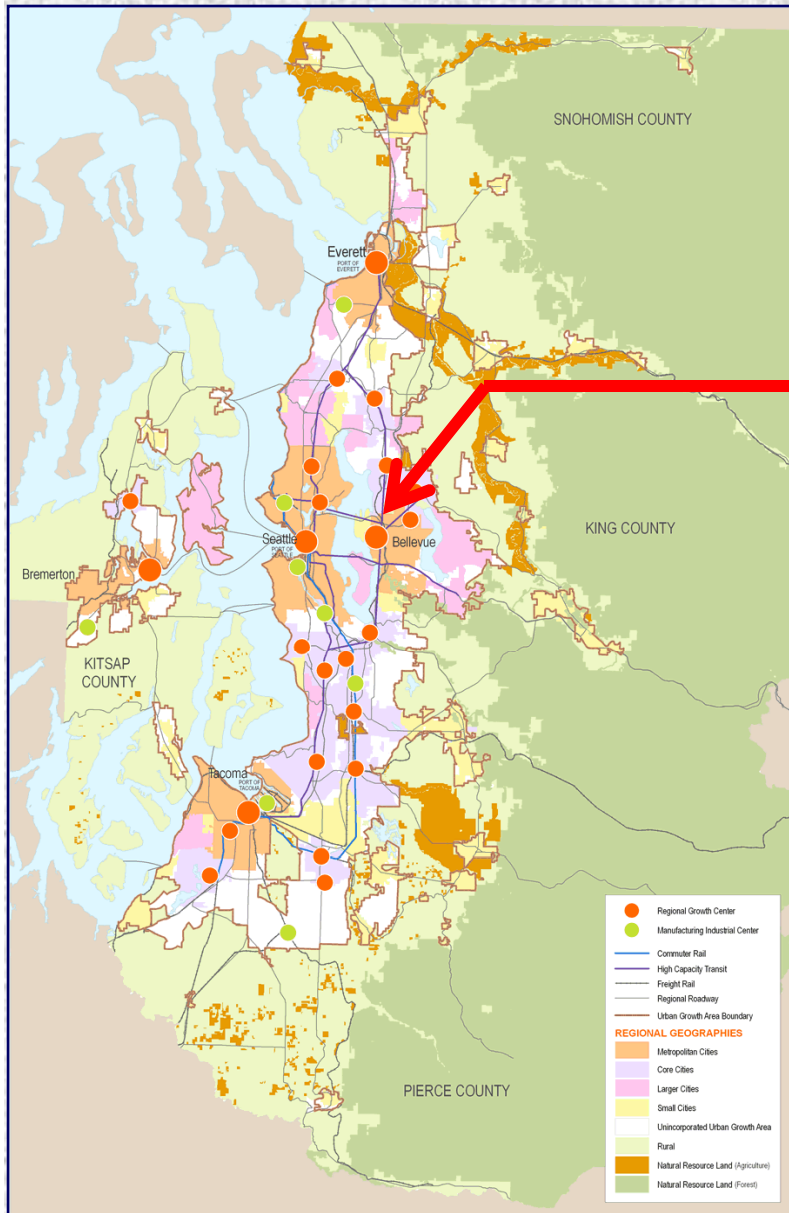 SNOHOMISH COUNTY
Everett
PORT OF
EVERETT
KING COUNTY
Seattle
PORT OF
SEATTLE
Bellevue
Bremerton
KITSAP
COUNTY
Tacoma
PORT OF
TACOMA
PIERCE COUNTY
Regional Growth Center
Manufacturing Industrial Center
Commuter Rail
High Capacity Transit
Freight Rail
Regional Roadway
Urban Growth Area Boundary
REGIONAL GEOGRAPHIES
Metropolitan Cities
Core Cities
Larger Cities
Small Cities
Unincorporated Urban Growth Area
Rural
Natural Resource Land (Agriculture)
Natural Resource Land (Forest)